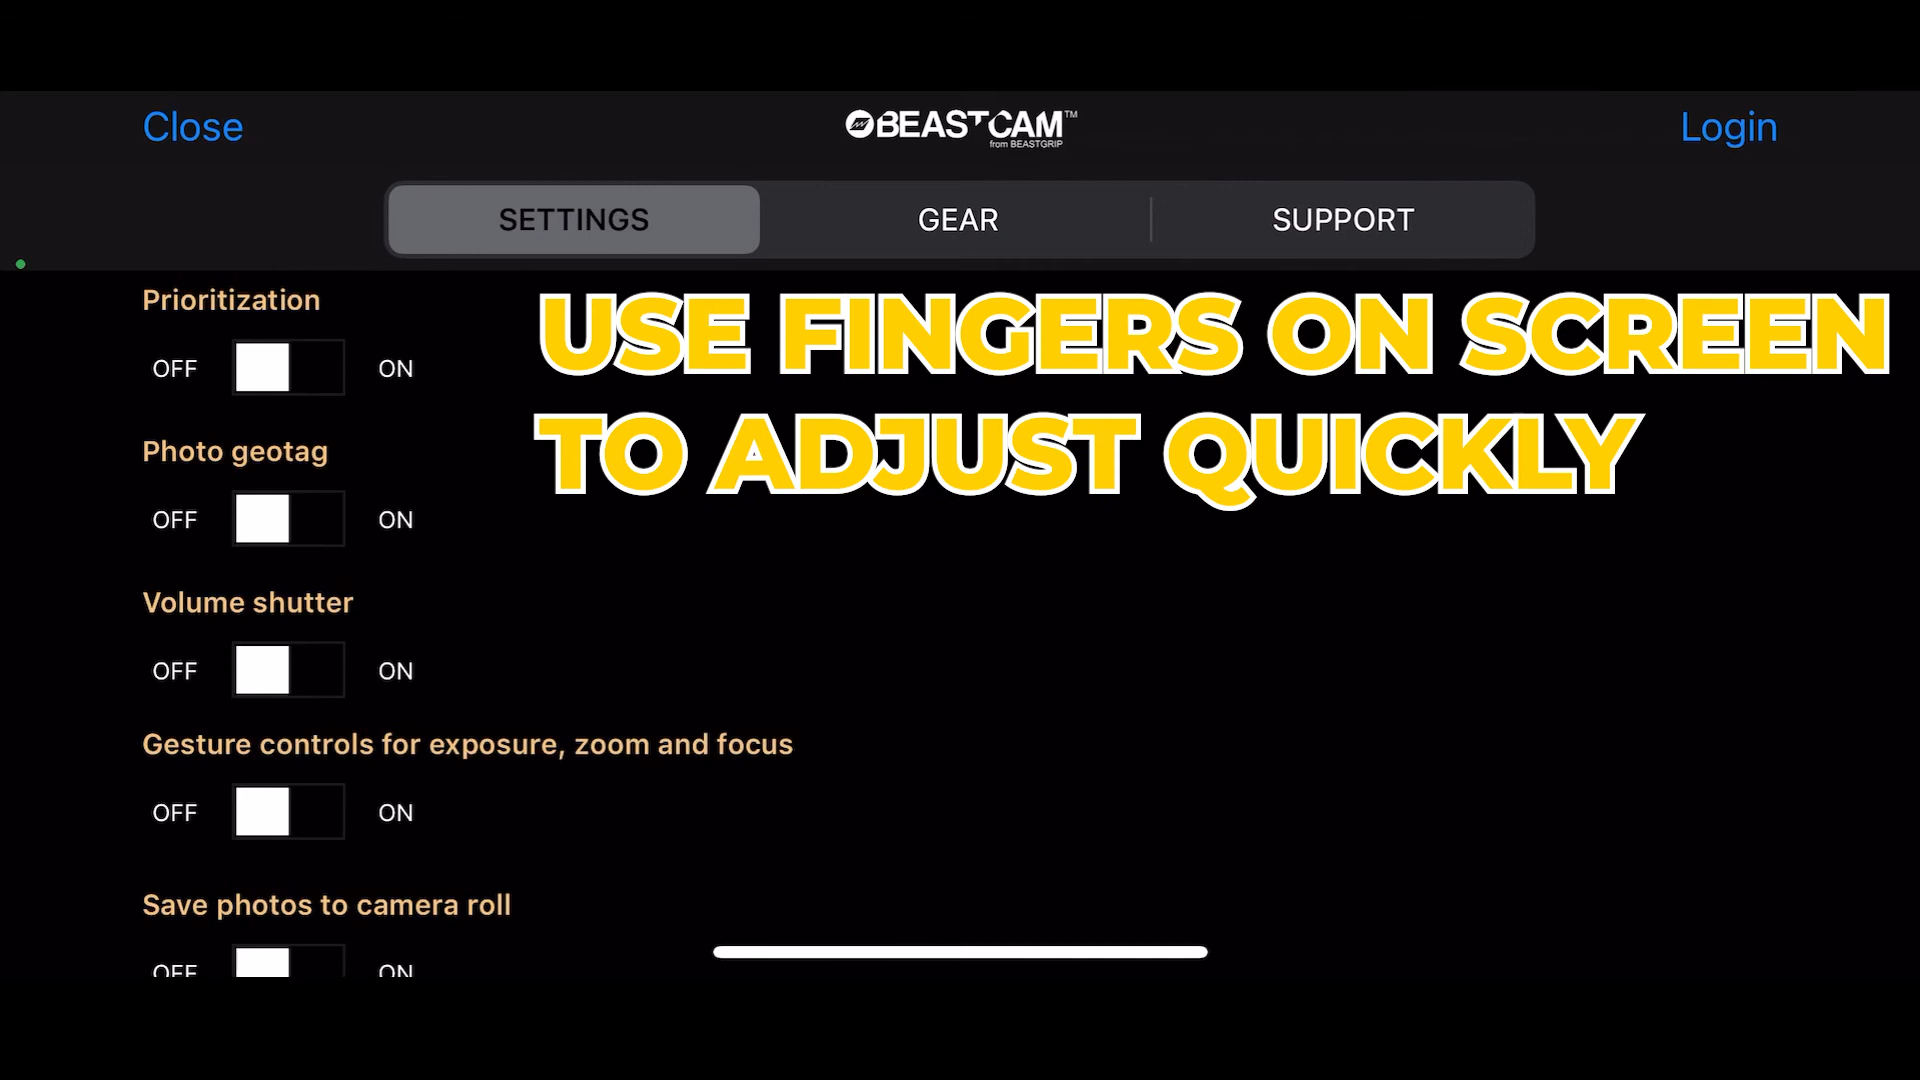 Close
BEASTCAM™
from BEASTGRIP
Login
SETTINGS
GEAR
SUPPORT
Prioritization
OFF ON
USE FINGERS ON SCREEN
TO ADJUST QUICKLY
Photo geotag
OFF ON
Volume shutter
OFF ON
Gesture controls for exposure, zoom and focus
OFF ON
Save photos to camera roll
OFF ON